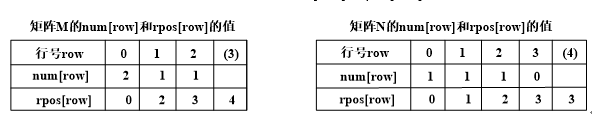 矩阵M的num[row]和rpos[row]的值
行号row 0 1 2 (3)
num[row] 2 1 1
rpos[row] 0 2 3 4
矩阵N的num[row]和rpos[row]的值
行号row 0 1 2 3 (4)
num[row] 1 1 1 0
rpos[row] 0 1 2 3 3